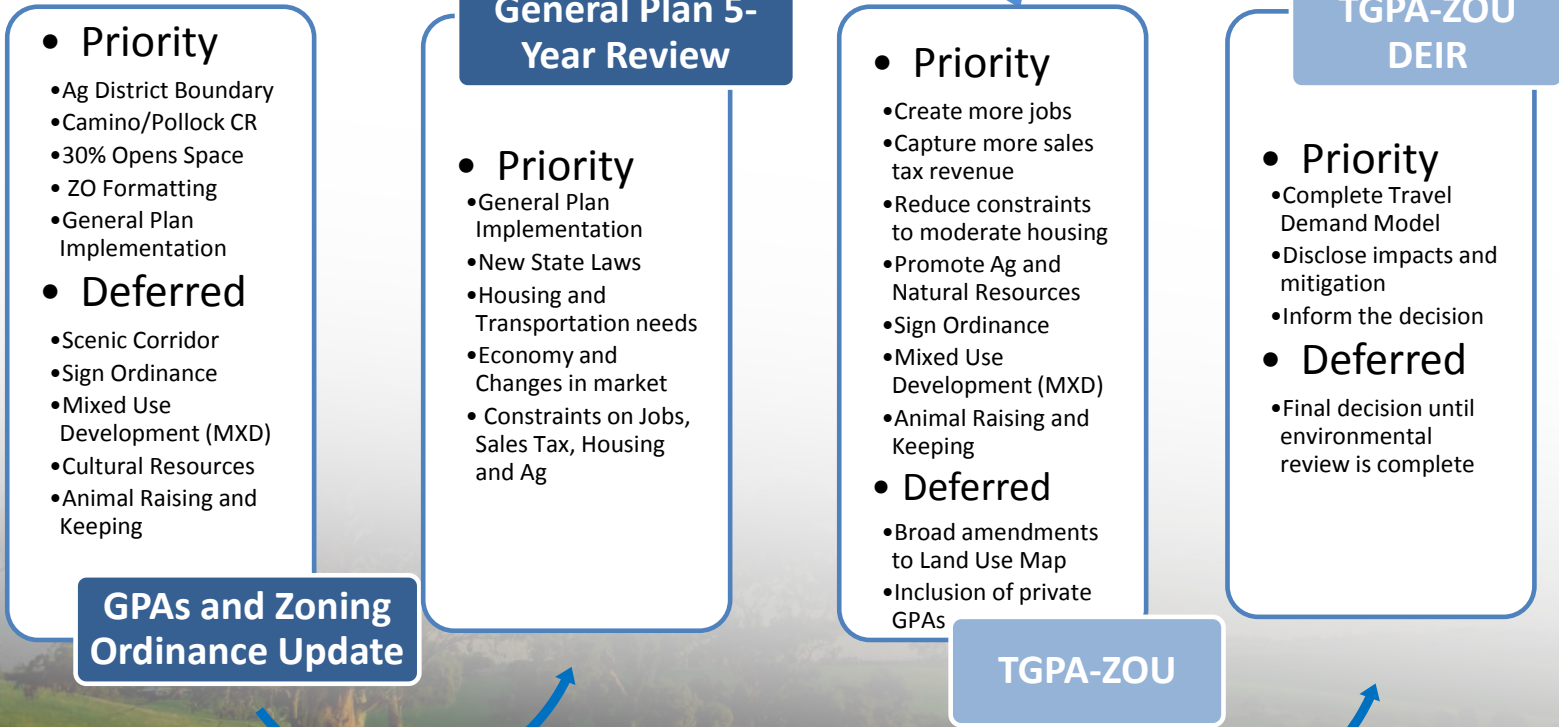 • Priority
•Ag District Boundary
•Camino/Pollock CR
•30% Opens Space
• ZO Formatting
•General Plan
Implementation
• Deferred
•Scenic Corridor
•Sign Ordinance
•Mixed Use
Development (MXD)
•Cultural Resources
•Animal Raising and
Keeping
GPAs and Zoning
Ordinance Update
General Plan 5-
Year Review
• Priority
•General Plan
Implementation
•New State Laws
•Housing and
Transportation needs
•Economy and
Changes in market
• Constraints on Jobs,
Sales Tax, Housing
and Ag
• Priority
•Create more jobs
•Capture more sales
tax revenue
•Reduce constraints
to moderate housing
•Promote Ag and
Natural Resources
•Sign Ordinance
•Mixed Use
Development (MXD)
•Animal Raising and
Keeping
• Deferred
•Broad amendments
to Land Use Map
•Inclusion of private
GPAs
TGPA-ZOU
TGPA-ZOU
DEIR
• Priority
•Complete Travel
Demand Model
•Disclose impacts and
mitigation
•Inform the decision
• Deferred
•Final decision until
environmental
review is complete